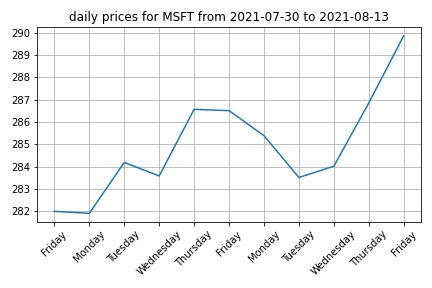 daily prices for MSFT from 2021-07-30 to 2021-08-13
290
289
288
287
286
285
284
283
282
Friday
Monday
Tuesday
Wednesday
Thursday
Friday
Monday
Tuesday
Wednesday
Thursday
Friday